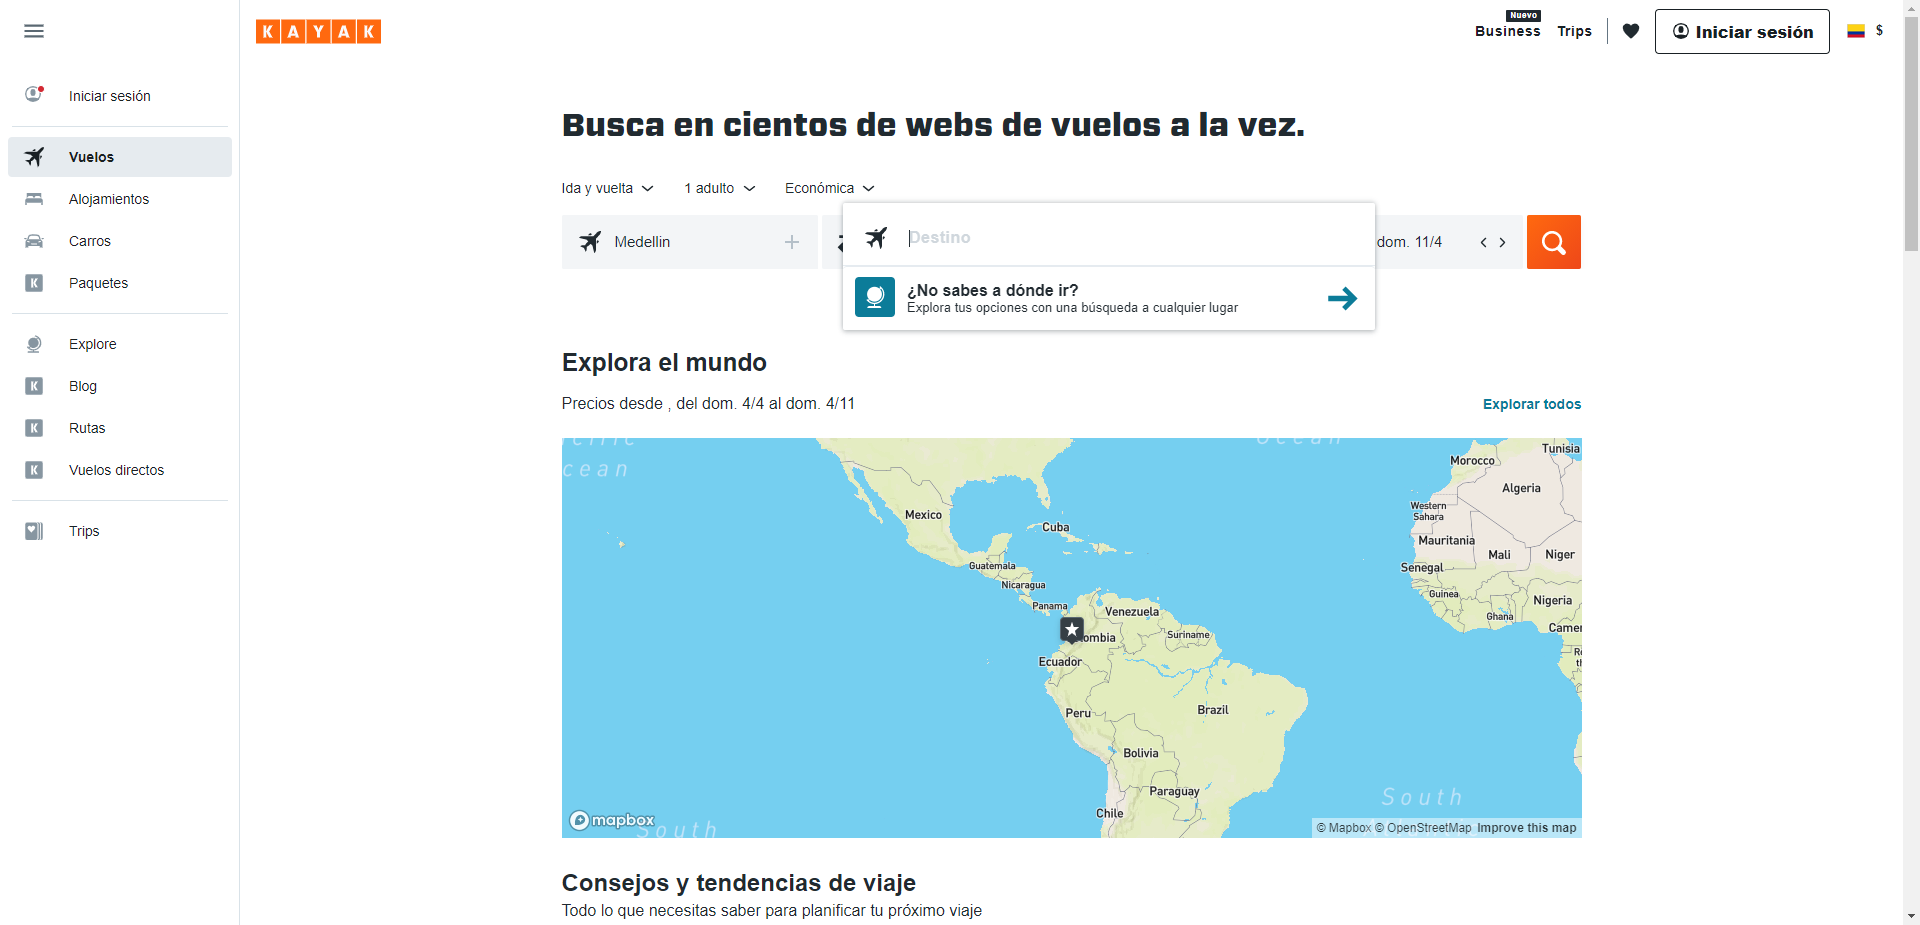 KAYAK
Nuevo
Business
Trips
Iniciar sesión
$
Iniciar sesión
Vuelos
Alojamientos
Carros
K Paquetes
Explore
K Blog
K Rutas
K Vuelos directos
Trips
Busca en cientos de webs de vuelos a la vez.
Ida y vuelta
1 adulto
Económica
Medellin
Destino
dom. 11/4
¿No sabes a dónde ir?
Explora tus opciones con una búsqueda a cualquier lugar
Explora el mundo
Precios desde , del dom. 4/4 al dom. 4/11
Explorar todos
cean
Ocean
Tunisia
Morocco
Algeria
Western
Sahara
Mexico
Cuba
Mauritania
Mali
Niger
Guatemala
Senegal
Nicaragua
Guinea
Panama
Nigeria
Venezuela
Ghana
Camer
Suriname
ombia
Ecuador
Brazil
Peru
Bolivia
Paraguay
South
Chile
mapbox
South
© Mapbox © OpenStreetMap Improve this map
Consejos y tendencias de viaje
Todo lo que necesitas saber para planificar tu próximo viaje